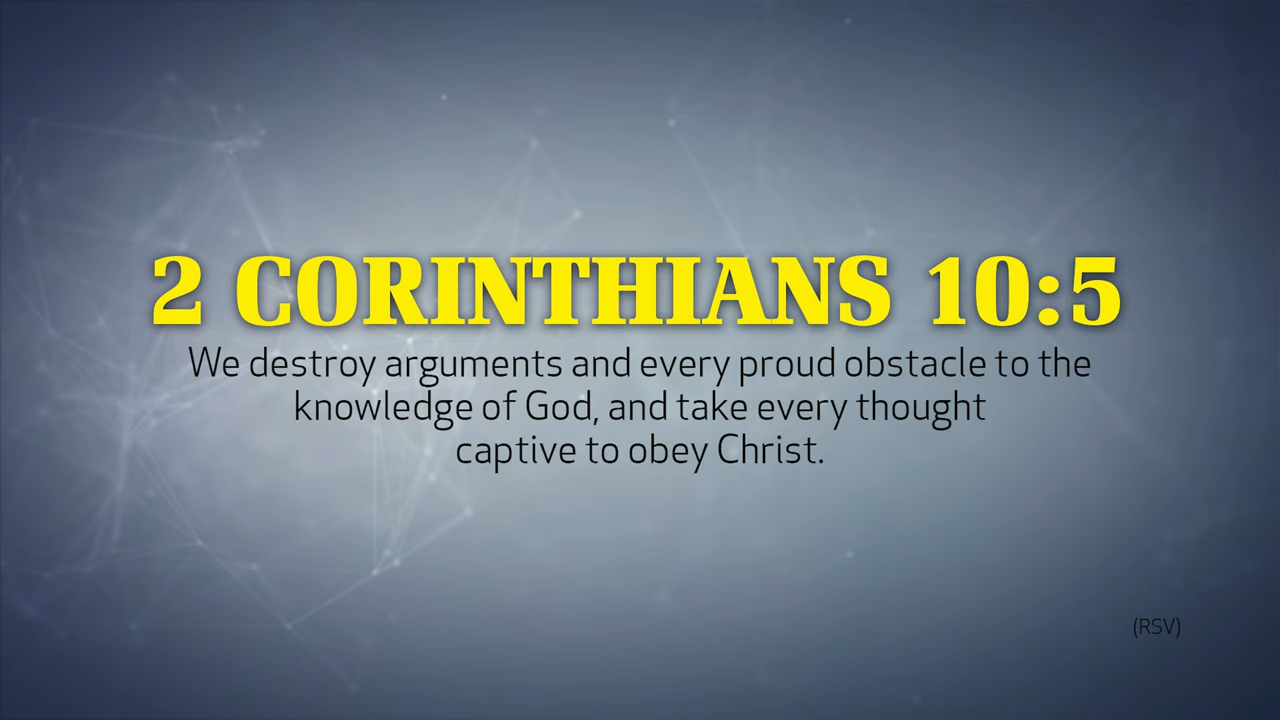 2 CORINTHIANS 10:5
We destroy arguments and every proud obstacle to the
knowledge of God, and take every thought
captive to obey Christ.
(RSV)